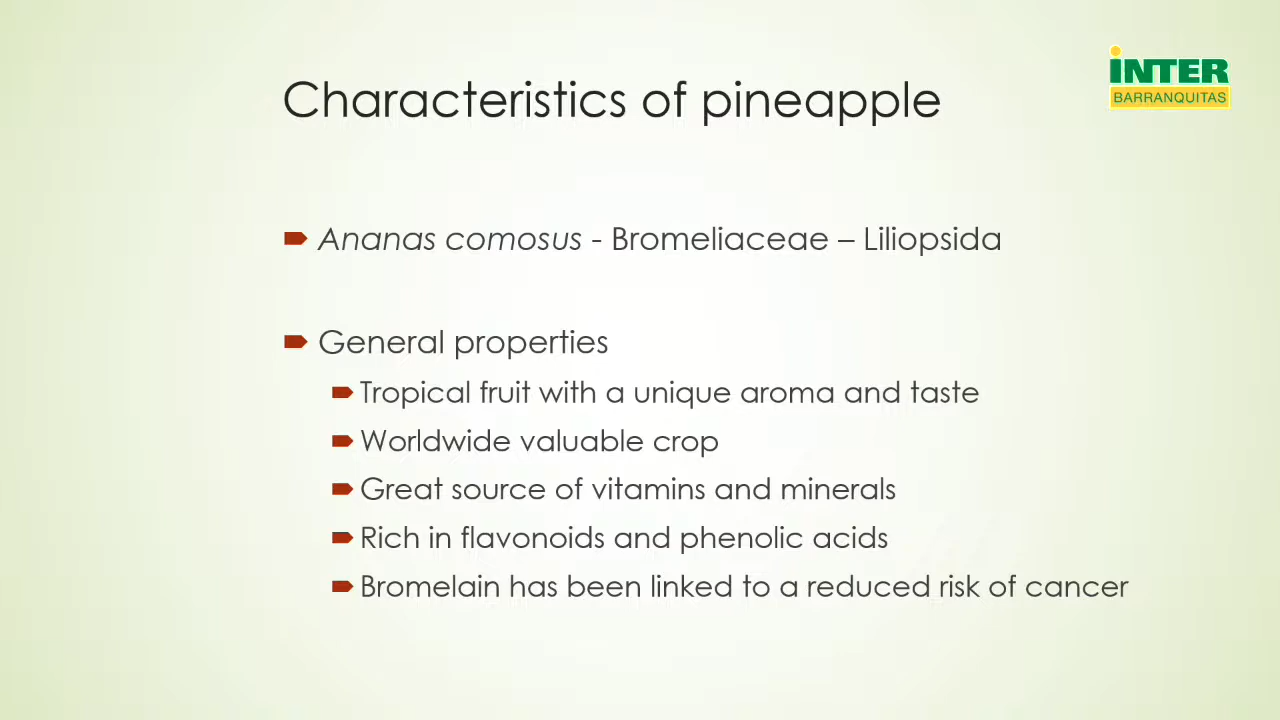 INTER
BARRANQUITAS
Characteristics of pineapple
Ananas comosus - Bromeliaceae – Liliopsida
General properties
Tropical fruit with a unique aroma and taste
Worldwide valuable crop
Great source of vitamins and minerals
Rich in flavonoids and phenolic acids
Bromelain has been linked to a reduced risk of cancer